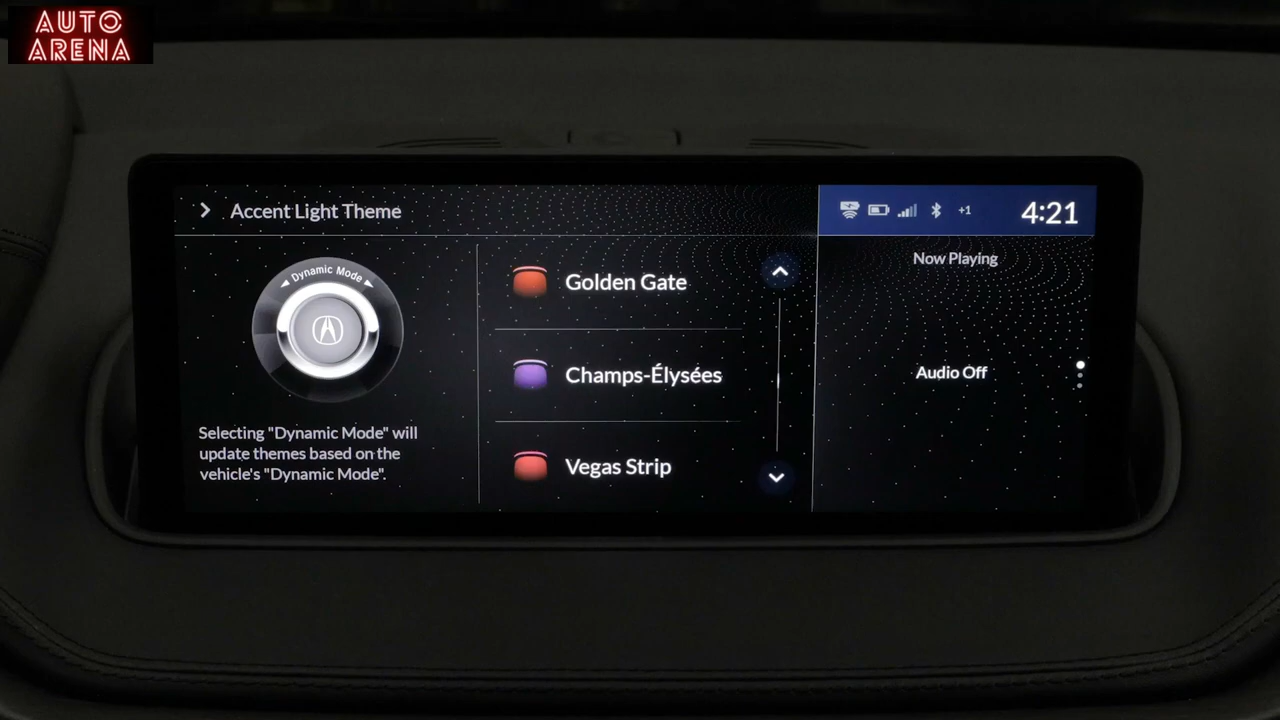 AUTO
ARENA
Accent Light Theme
+1
4:21
Dynamic Mode
Selecting "Dynamic Mode" will
update themes based on the
vehicle's "Dynamic Mode".
Golden Gate
Champs-Élysées
Vegas Strip
Now Playing
Audio Off